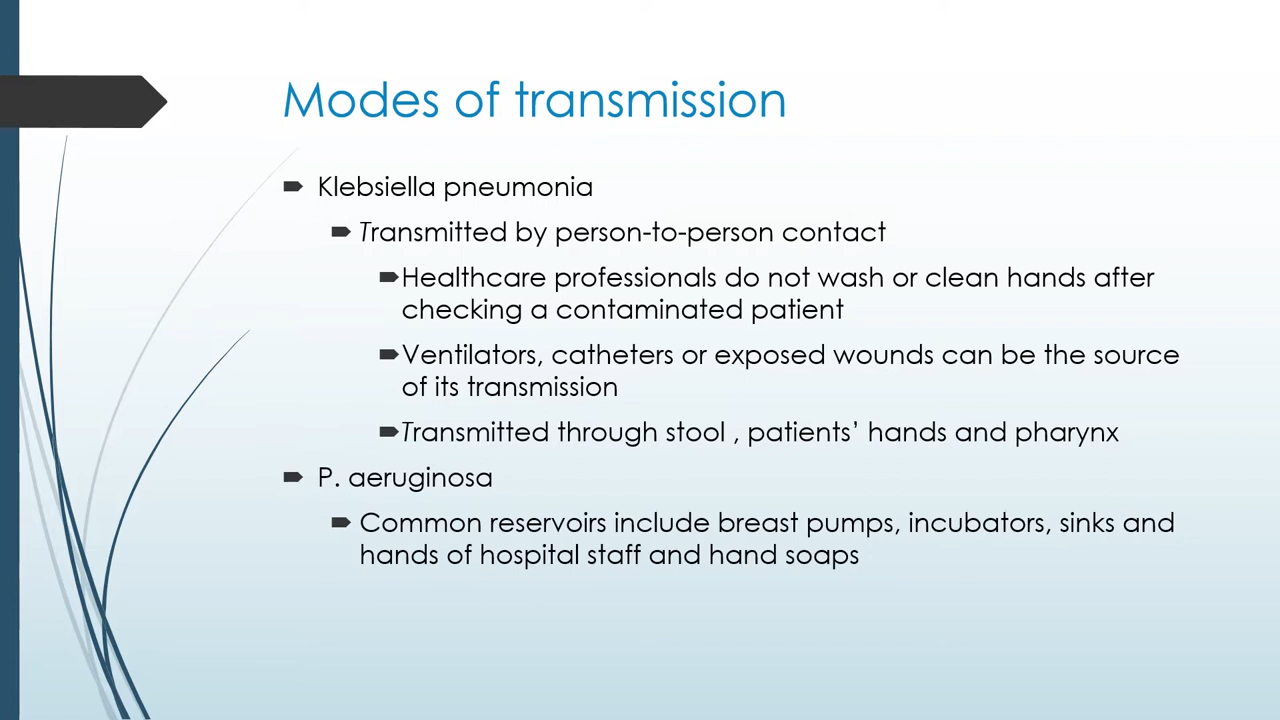 Modes of transmission
Klebsiella pneumonia
Transmitted by person-to-person contact
Healthcare professionals do not wash or clean hands after
checking a contaminated patient
Ventilators, catheters or exposed wounds can be the source
of its transmission
Transmitted through stool , patients’ hands and pharynx
P. aeruginosa
Common reservoirs include breast pumps, incubators, sinks and
hands of hospital staff and hand soaps